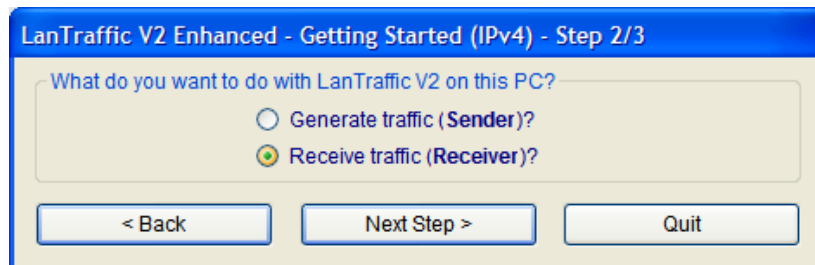 LanTraffic V2 Enhanced - Getting Started (IPv4) - Step 2/3
What do you want to do with LanTraffic V2 on this PC?
Generate traffic (Sender)?
Receive traffic (Receiver)?
< Back
Next Step >
Quit